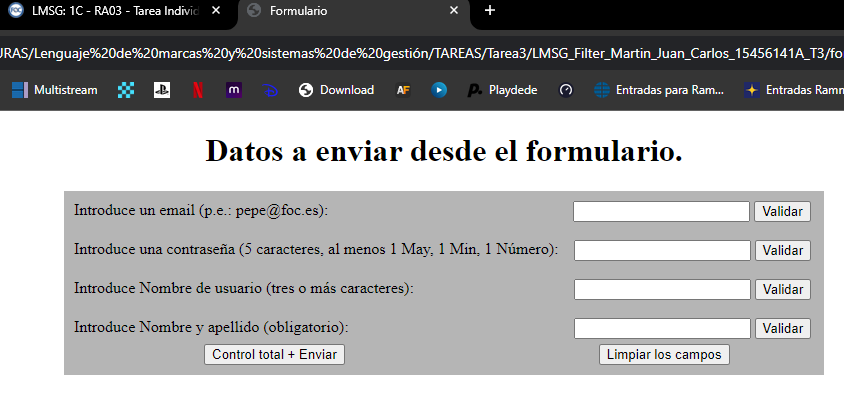 LMSG: 1C - RA03 - Tarea Individ
Formulario
URAS/Lenguaje%20de%20marcas%20y%20sistemas%20de%20gestión/TAREAS/Tarea3/LMSG_Filter_Martin_Juan_Carlos_15456141A_T3/fo
Multistream
Download
AF
Playdede
Entradas para Ram...
Entradas Ramm
Datos a enviar desde el formulario.
Introduce un email (p.e.: pepe@foc.es): Validar
Introduce una contraseña (5 caracteres, al menos 1 May, 1 Min, 1 Número): Validar
Introduce Nombre de usuario (tres o más caracteres): Validar
Introduce Nombre y apellido (obligatorio): Validar
Control total + Enviar Limpiar los campos